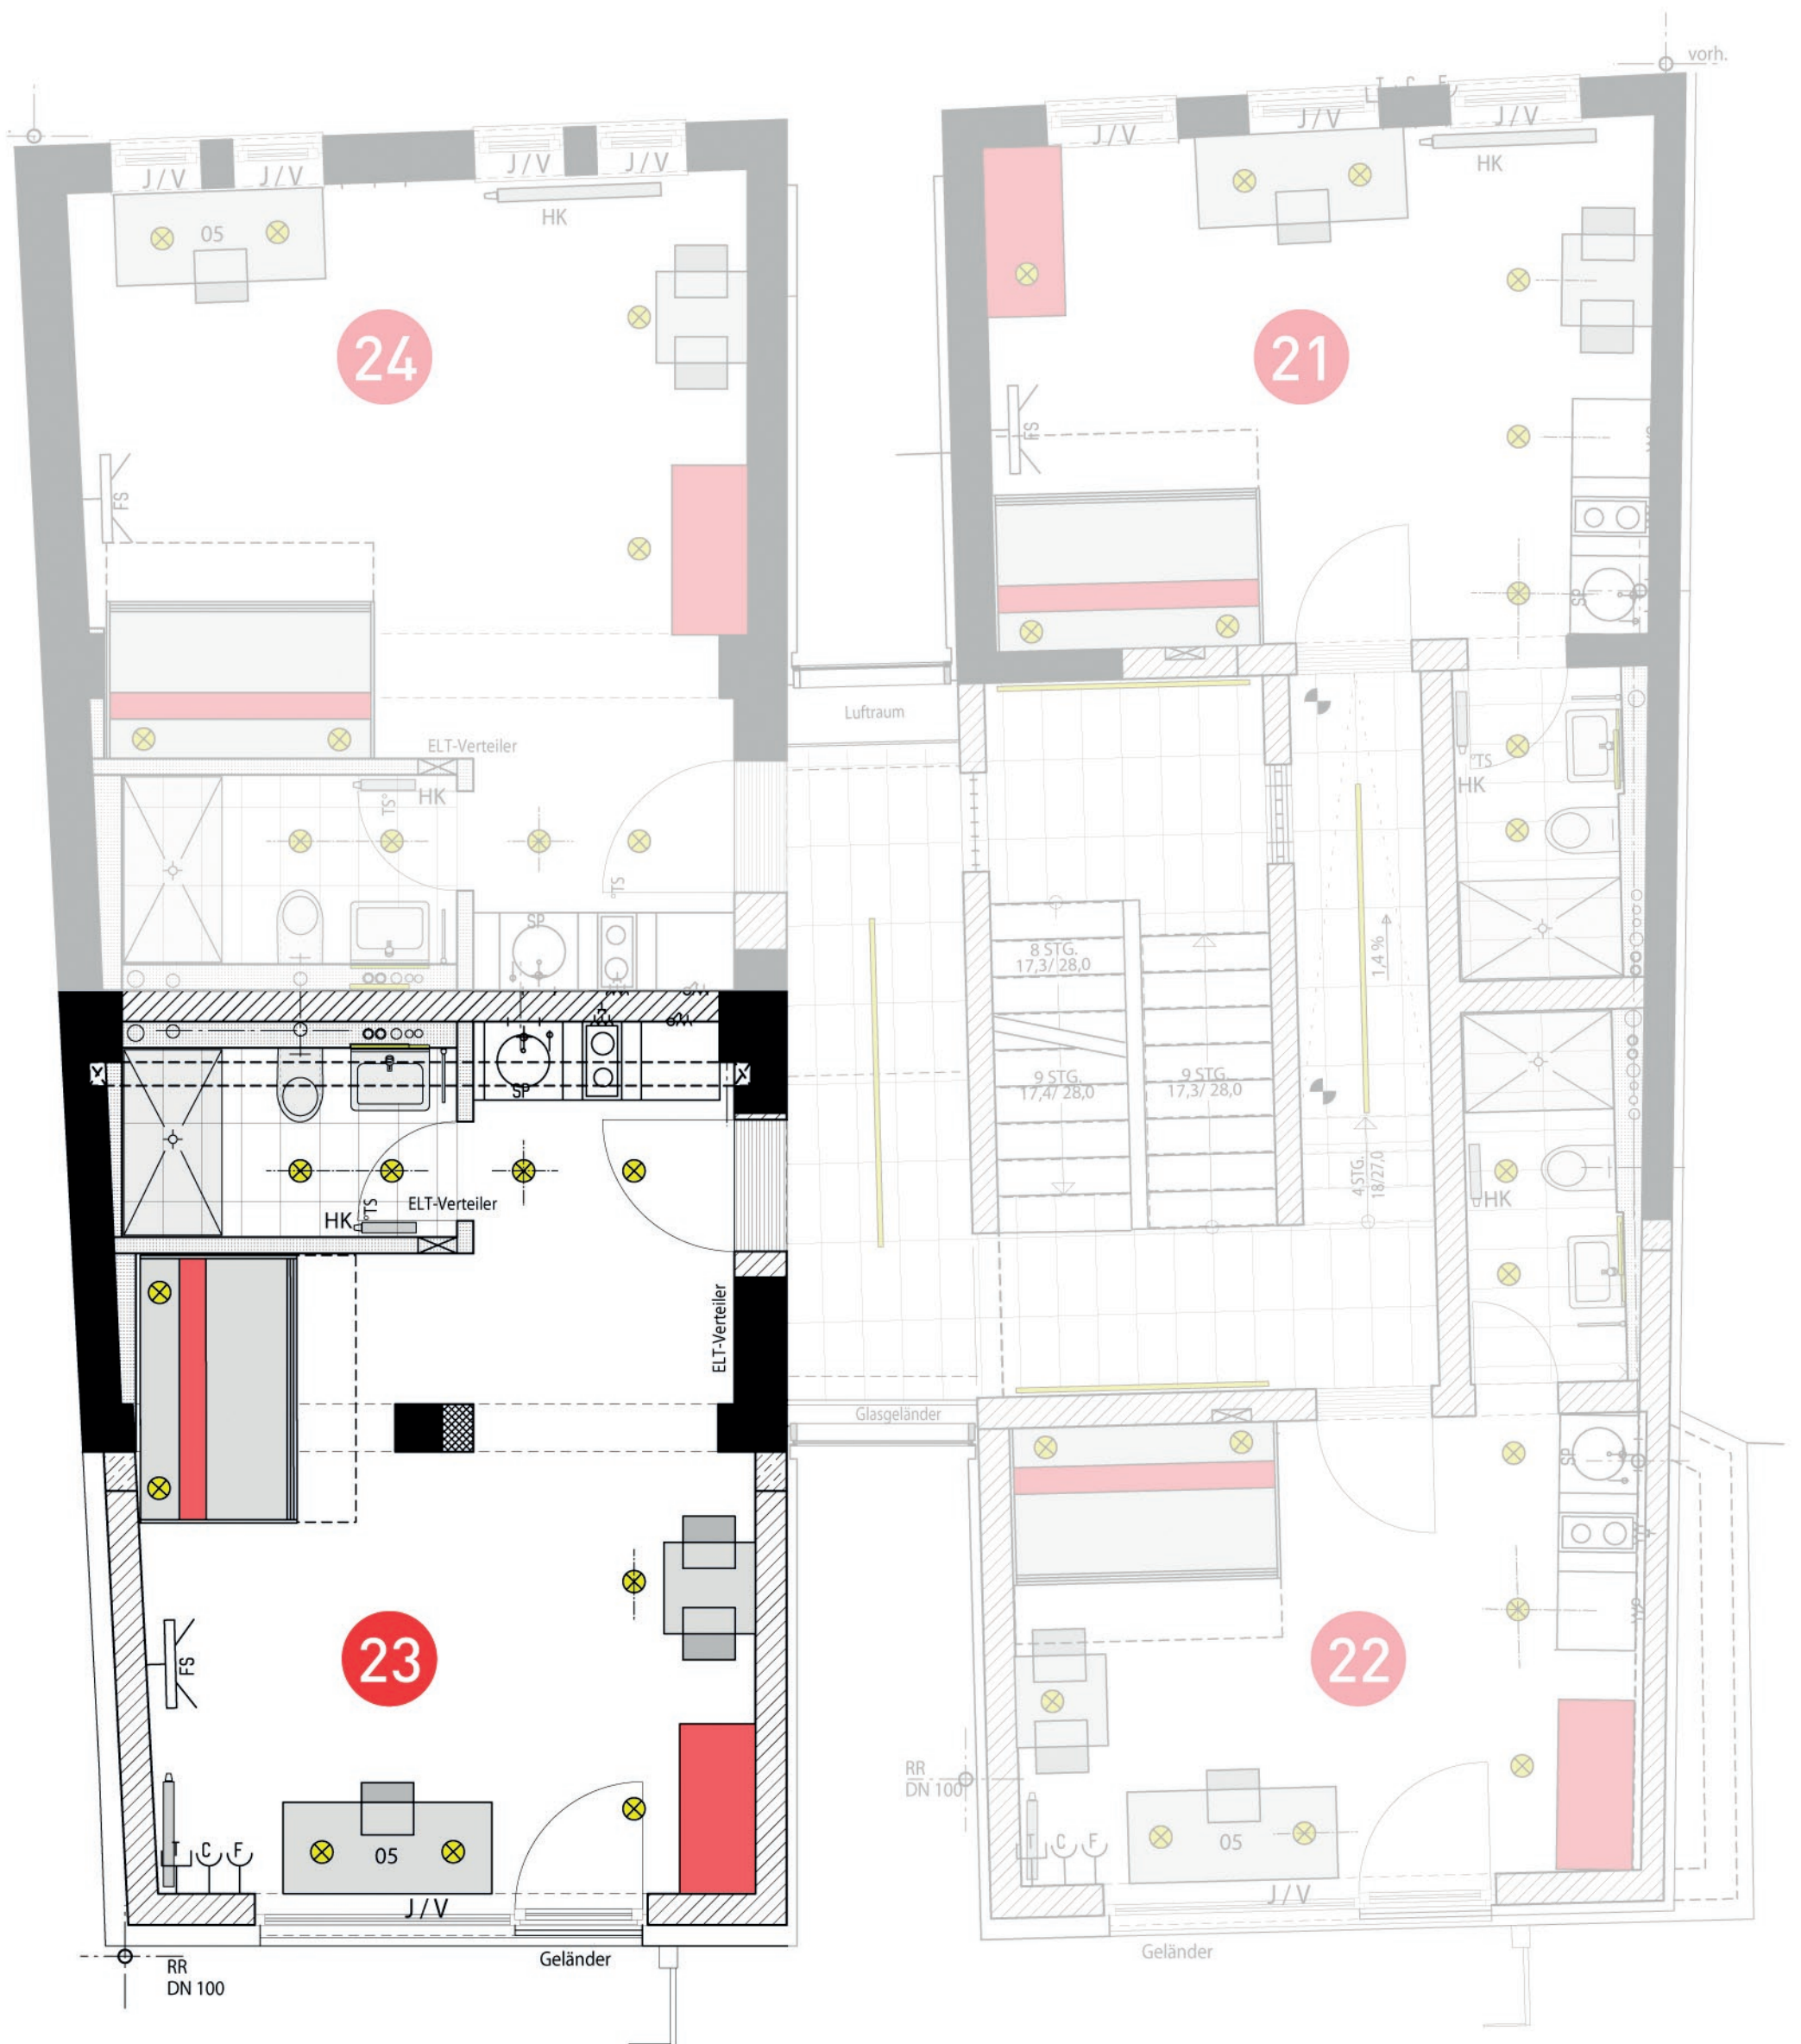 vorh.
J / V
J / V
J / V
J / V
J / V
J / V
J / V
T C F
HK
HK
05
24
21
FS
FS
SP
Luftraum
ELT-Verteiler
HK
TS
TS
TS
HK
SP
8 STG.
17,3/ 28,0
1,4 %
9 STG.
17,4/ 28,0
9 STG.
17,3/ 28,0
4 STG.
18/27,0
SP
HK
TS
ELT-Verteiler
HK
ELT-Verteiler
Glasgeländer
SP
23
22
FS
RR
DN 100
T C F
05
J / V
T C F
05
J / V
Geländer
Geländer
RR
DN 100